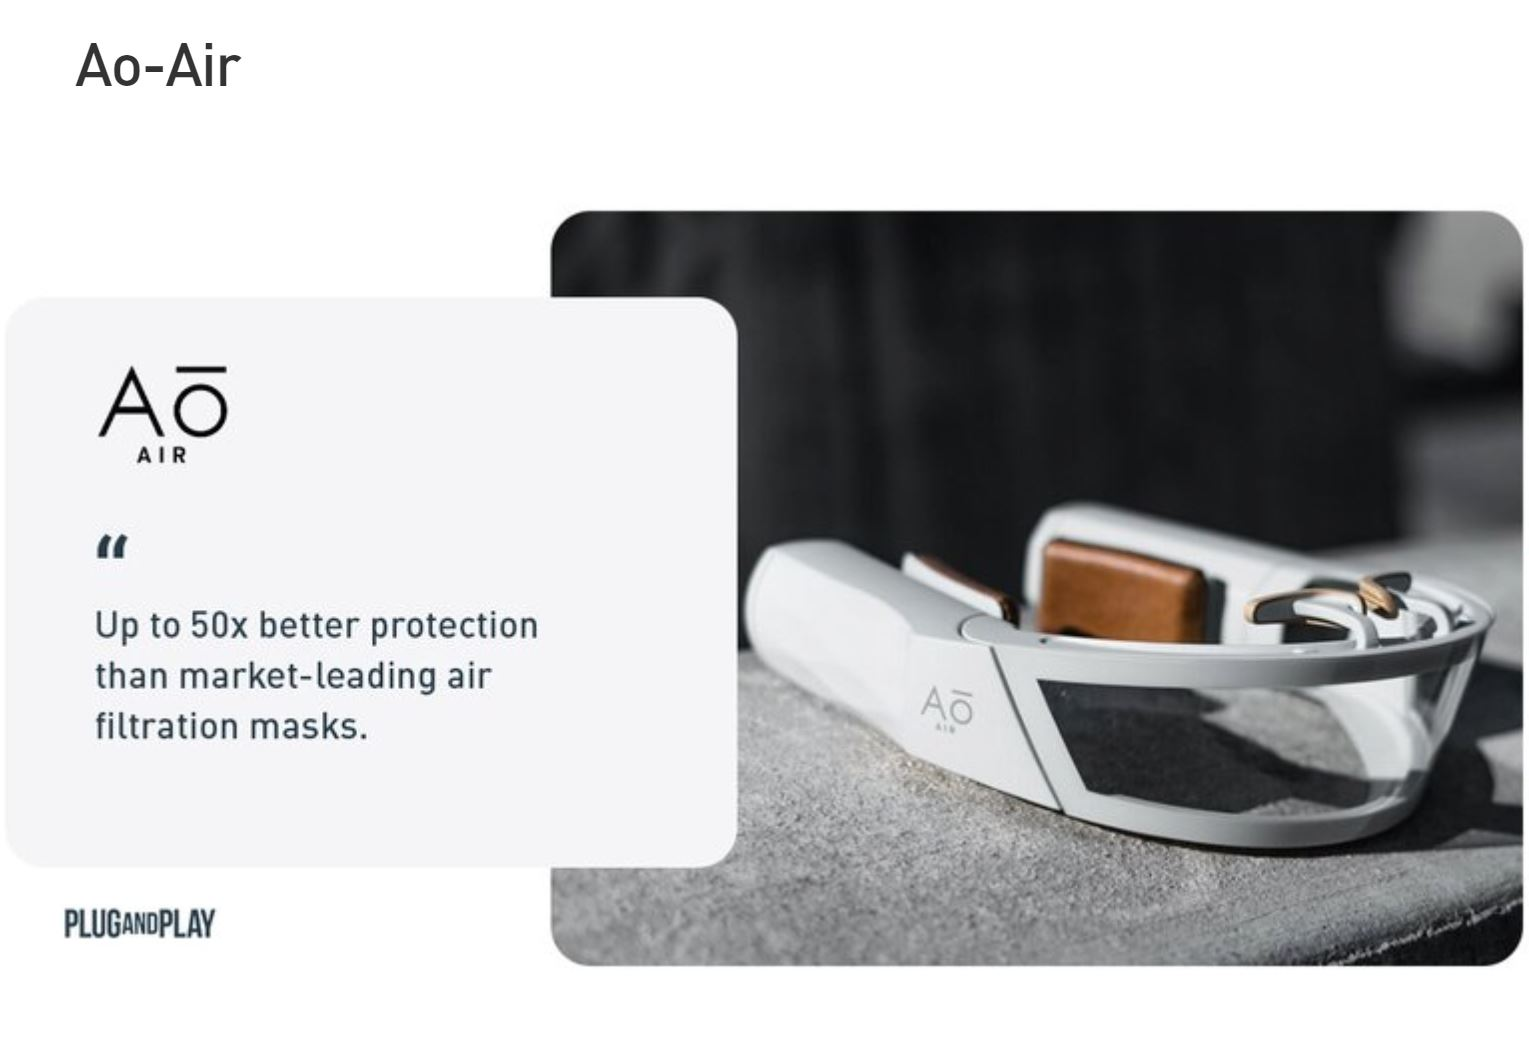 Ao-Air
Aō
AIR
“
Up to 50x better protection
than market-leading air
filtration masks.
Aō
AIR
PLUGANDPLAY